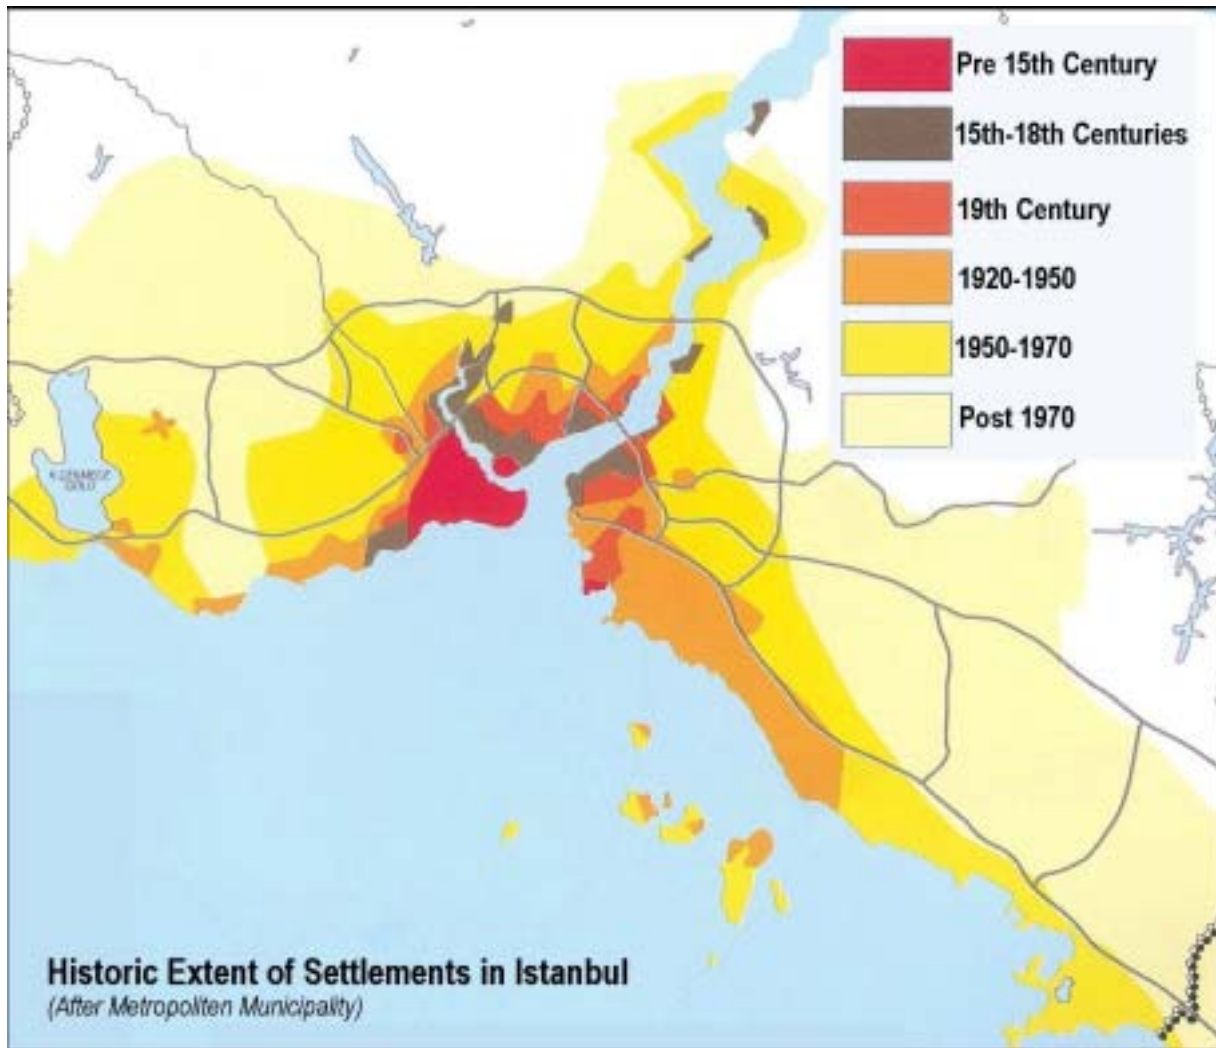 Pre 15th Century
15th-18th Centuries
19th Century
1920-1950
1950-1970
Post 1970
GOLU
Historic Extent of Settlements in Istanbul
(After Metropoliten Municipality)